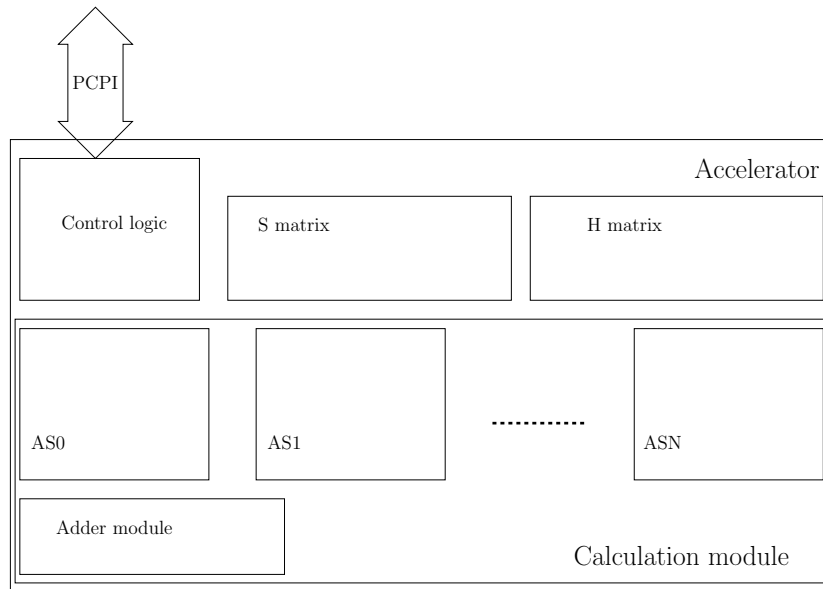 PCPI
Accelerator
Control logic
S matrix
H matrix
AS0
AS1
ASN
Adder module
Calculation module